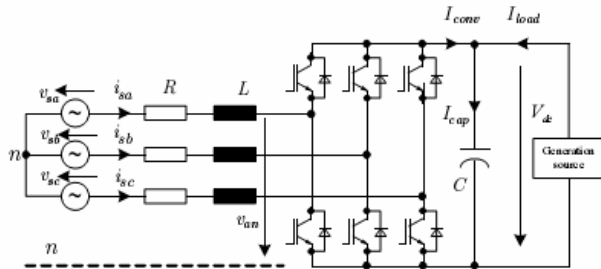 I_conv I_load
v_sa i_sa R L
v_sb i_sb I_cap V_dc
n
Generation
source
v_sc i_sc C
v_an
n